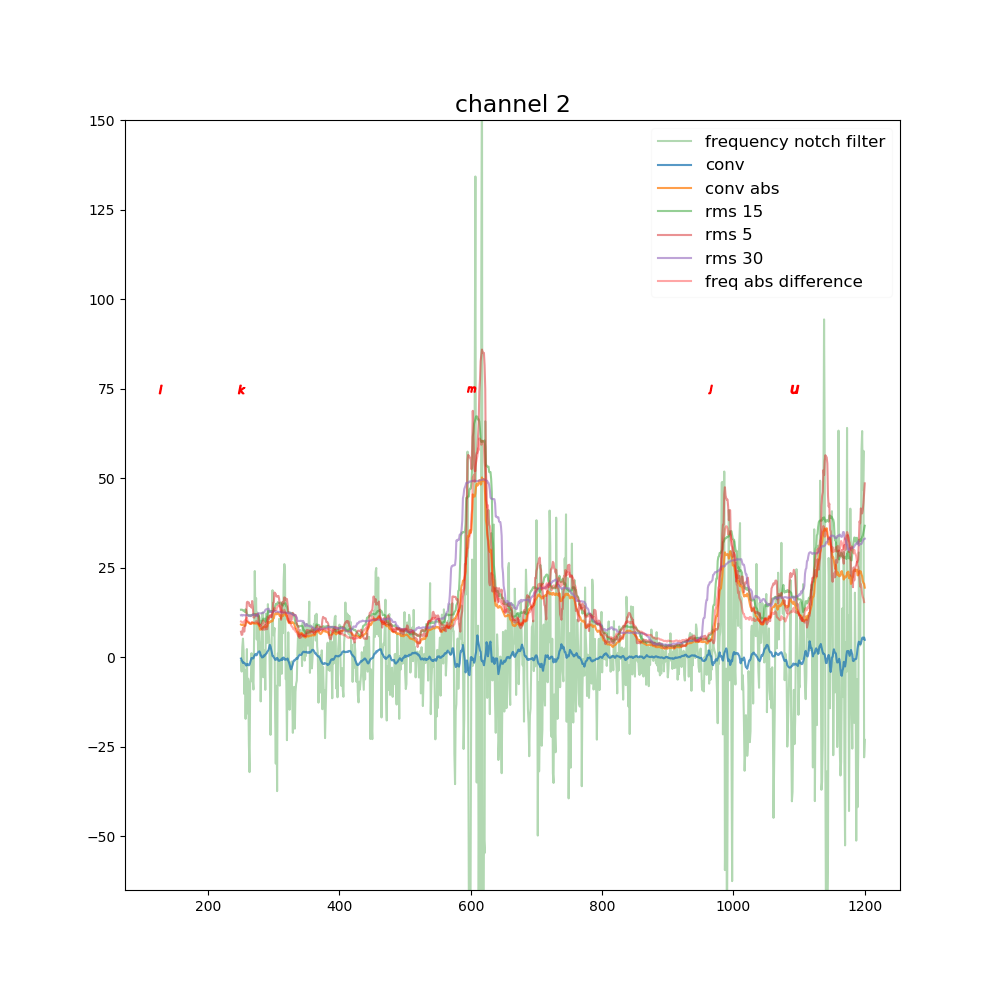 channel 2
150
125
100
75
50
25
0
−25
−50
frequency notch filter
conv
conv abs
rms 15
rms 5
rms 30
freq abs difference
l k m j u
200 400 600 800 1000 1200